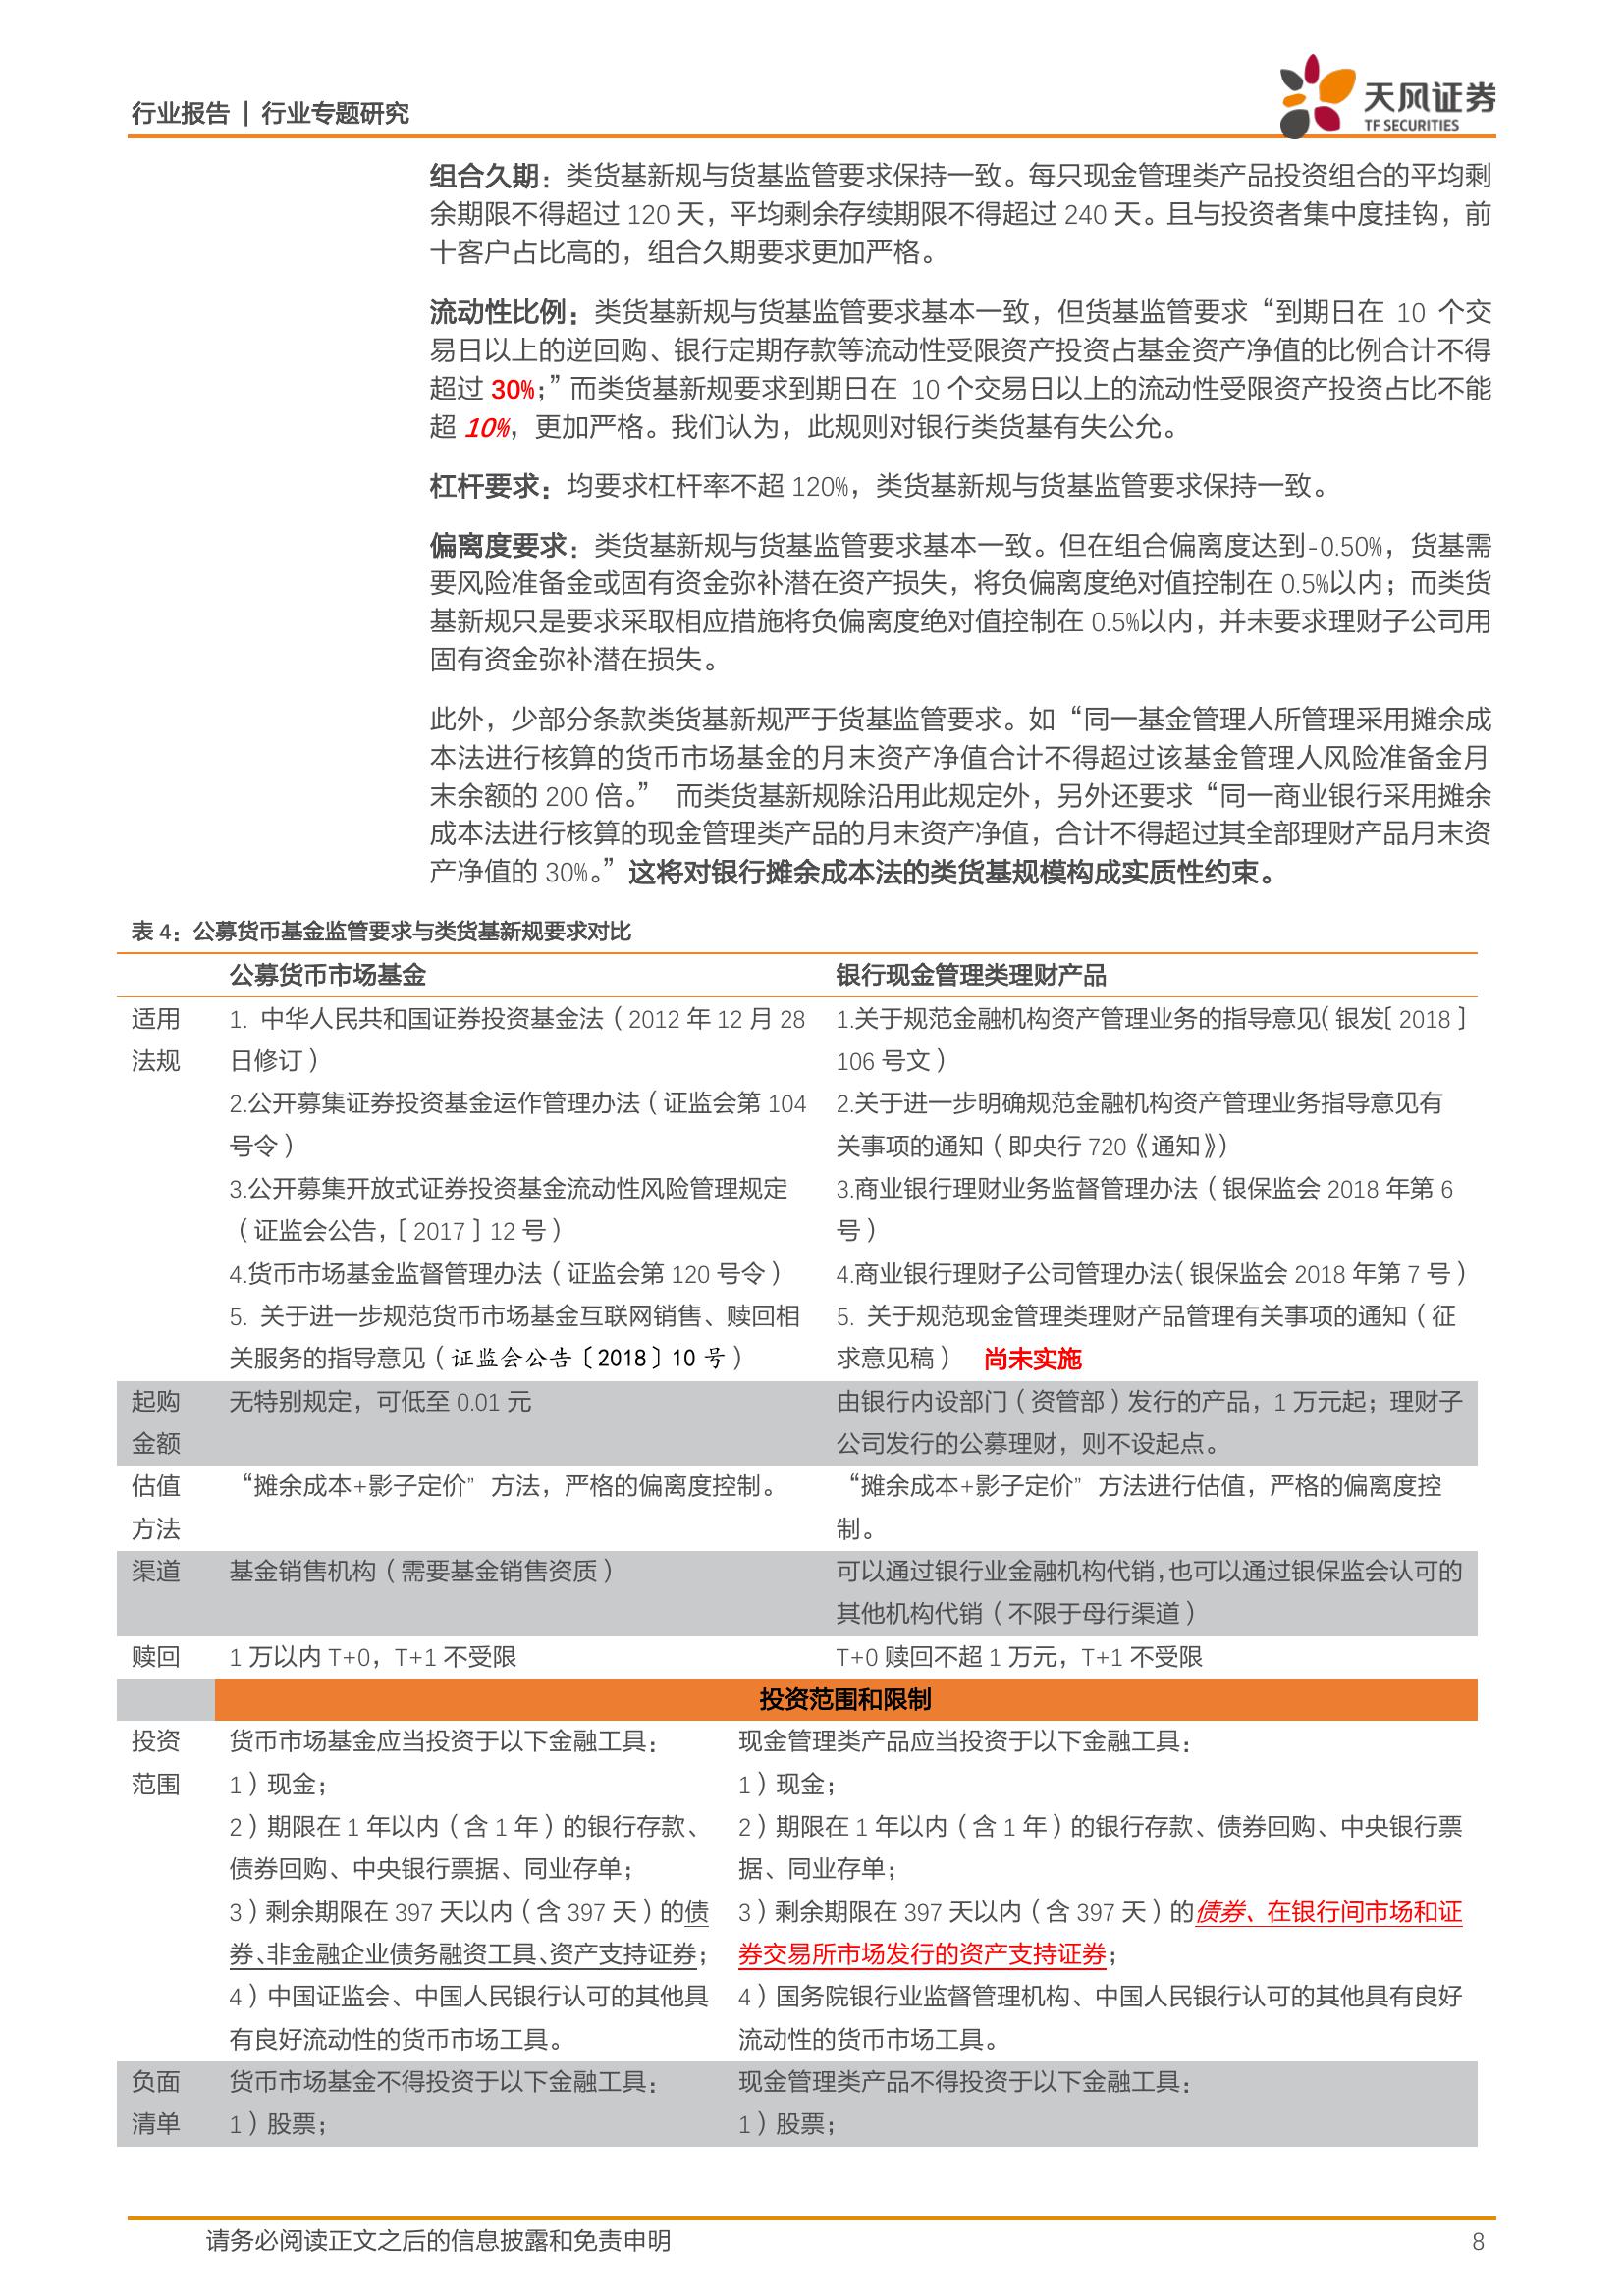 行业报告 | 行业专题研究
天风证券
TF SECURITIES
组合久期：类货基新规与货基监管要求保持一致。每只现金管理类产品投资组合的平均剩
余期限不得超过 120 天，平均剩余存续期限不得超过 240 天。且与投资者集中度挂钩，前
十客户占比高的，组合久期要求更加严格。
流动性比例：类货基新规与货基监管要求基本一致，但货基监管要求“到期日在 10 个交
易日以上的逆回购、银行定期存款等流动性受限资产投资占基金资产净值的比例合计不得
超过 30%；”而类货基新规要求到期日在 10 个交易日以上的流动性受限资产投资占比不能
超 10%，更加严格。我们认为，此规则对银行类货基有失公允。
杠杆要求：均要求杠杆率不超 120%，类货基新规与货基监管要求保持一致。
偏离度要求：类货基新规与货基监管要求基本一致。但在组合偏离度达到-0.50%，货基需
要风险准备金或固有资金弥补潜在资产损失，将负偏离度绝对值控制在 0.5%以内；而类货
基新规只是要求采取相应措施将负偏离度绝对值控制在 0.5%以内，并未要求理财子公司用
固有资金弥补潜在损失。
此外，少部分条款类货基新规严于货基监管要求。如“同一基金管理人所管理采用摊余成
本法进行核算的货币市场基金的月末资产净值合计不得超过该基金管理人风险准备金月
末余额的 200 倍。” 而类货基新规除沿用此规定外，另外还要求“同一商业银行采用摊余
成本法进行核算的现金管理类产品的月末资产净值，合计不得超过其全部理财产品月末资
产净值的 30%。”这将对银行摊余成本法的类货基规模构成实质性约束。
表 4：公募货币基金监管要求与类货基新规要求对比
公募货币市场基金 银行现金管理类理财产品
适用 1. 中华人民共和国证券投资基金法（2012 年 12 月 28 1.关于规范金融机构资产管理业务的指导意见（银发〔2018〕
法规 日修订） 106 号文）
2.公开募集证券投资基金运作管理办法（证监会第 104 2.关于进一步明确规范金融机构资产管理业务指导意见有
号令） 关事项的通知（即央行 720《通知》）
3.公开募集开放式证券投资基金流动性风险管理规定 3.商业银行理财业务监督管理办法（银保监会 2018 年第 6
（证监会公告，〔2017〕12 号） 号）
4.货币市场基金监督管理办法（证监会第 120 号令） 4.商业银行理财子公司管理办法（银保监会 2018 年第 7 号）
5. 关于进一步规范货币市场基金互联网销售、赎回相 5. 关于规范现金管理类理财产品管理有关事项的通知（征
关服务的指导意见（证监会公告〔2018〕10 号） 求意见稿） 尚未实施
起购 无特别规定，可低至 0.01 元 由银行内设部门（资管部）发行的产品，1 万元起；理财子
金额 公司发行的公募理财，则不设起点。
估值 “摊余成本+影子定价”方法，严格的偏离度控制。 “摊余成本+影子定价”方法进行估值，严格的偏离度控
方法 制。
渠道 基金销售机构（需要基金销售资质） 可以通过银行业金融机构代销，也可以通过银保监会认可的
其他机构代销（不限于母行渠道）
赎回 1 万以内 T+0，T+1 不受限 T+0 赎回不超 1 万元，T+1 不受限
投资范围和限制
投资 货币市场基金应当投资于以下金融工具： 现金管理类产品应当投资于以下金融工具：
范围 1）现金； 1）现金；
2）期限在 1 年以内（含 1 年）的银行存款、 2）期限在 1 年以内（含 1 年）的银行存款、债券回购、中央银行票
债券回购、中央银行票据、同业存单； 据、同业存单；
3）剩余期限在 397 天以内（含 397 天）的债 3）剩余期限在 397 天以内（含 397 天）的债券、在银行间市场和证
券、非金融企业债务融资工具、资产支持证券； 券交易所市场发行的资产支持证券；
4）中国证监会、中国人民银行认可的其他具 4）国务院银行业监督管理机构、中国人民银行认可的其他具有良好
有良好流动性的货币市场工具。 流动性的货币市场工具。
负面 货币市场基金不得投资于以下金融工具： 现金管理类产品不得投资于以下金融工具：
清单 1）股票； 1）股票；
请务必阅读正文之后的信息披露和免责申明 8